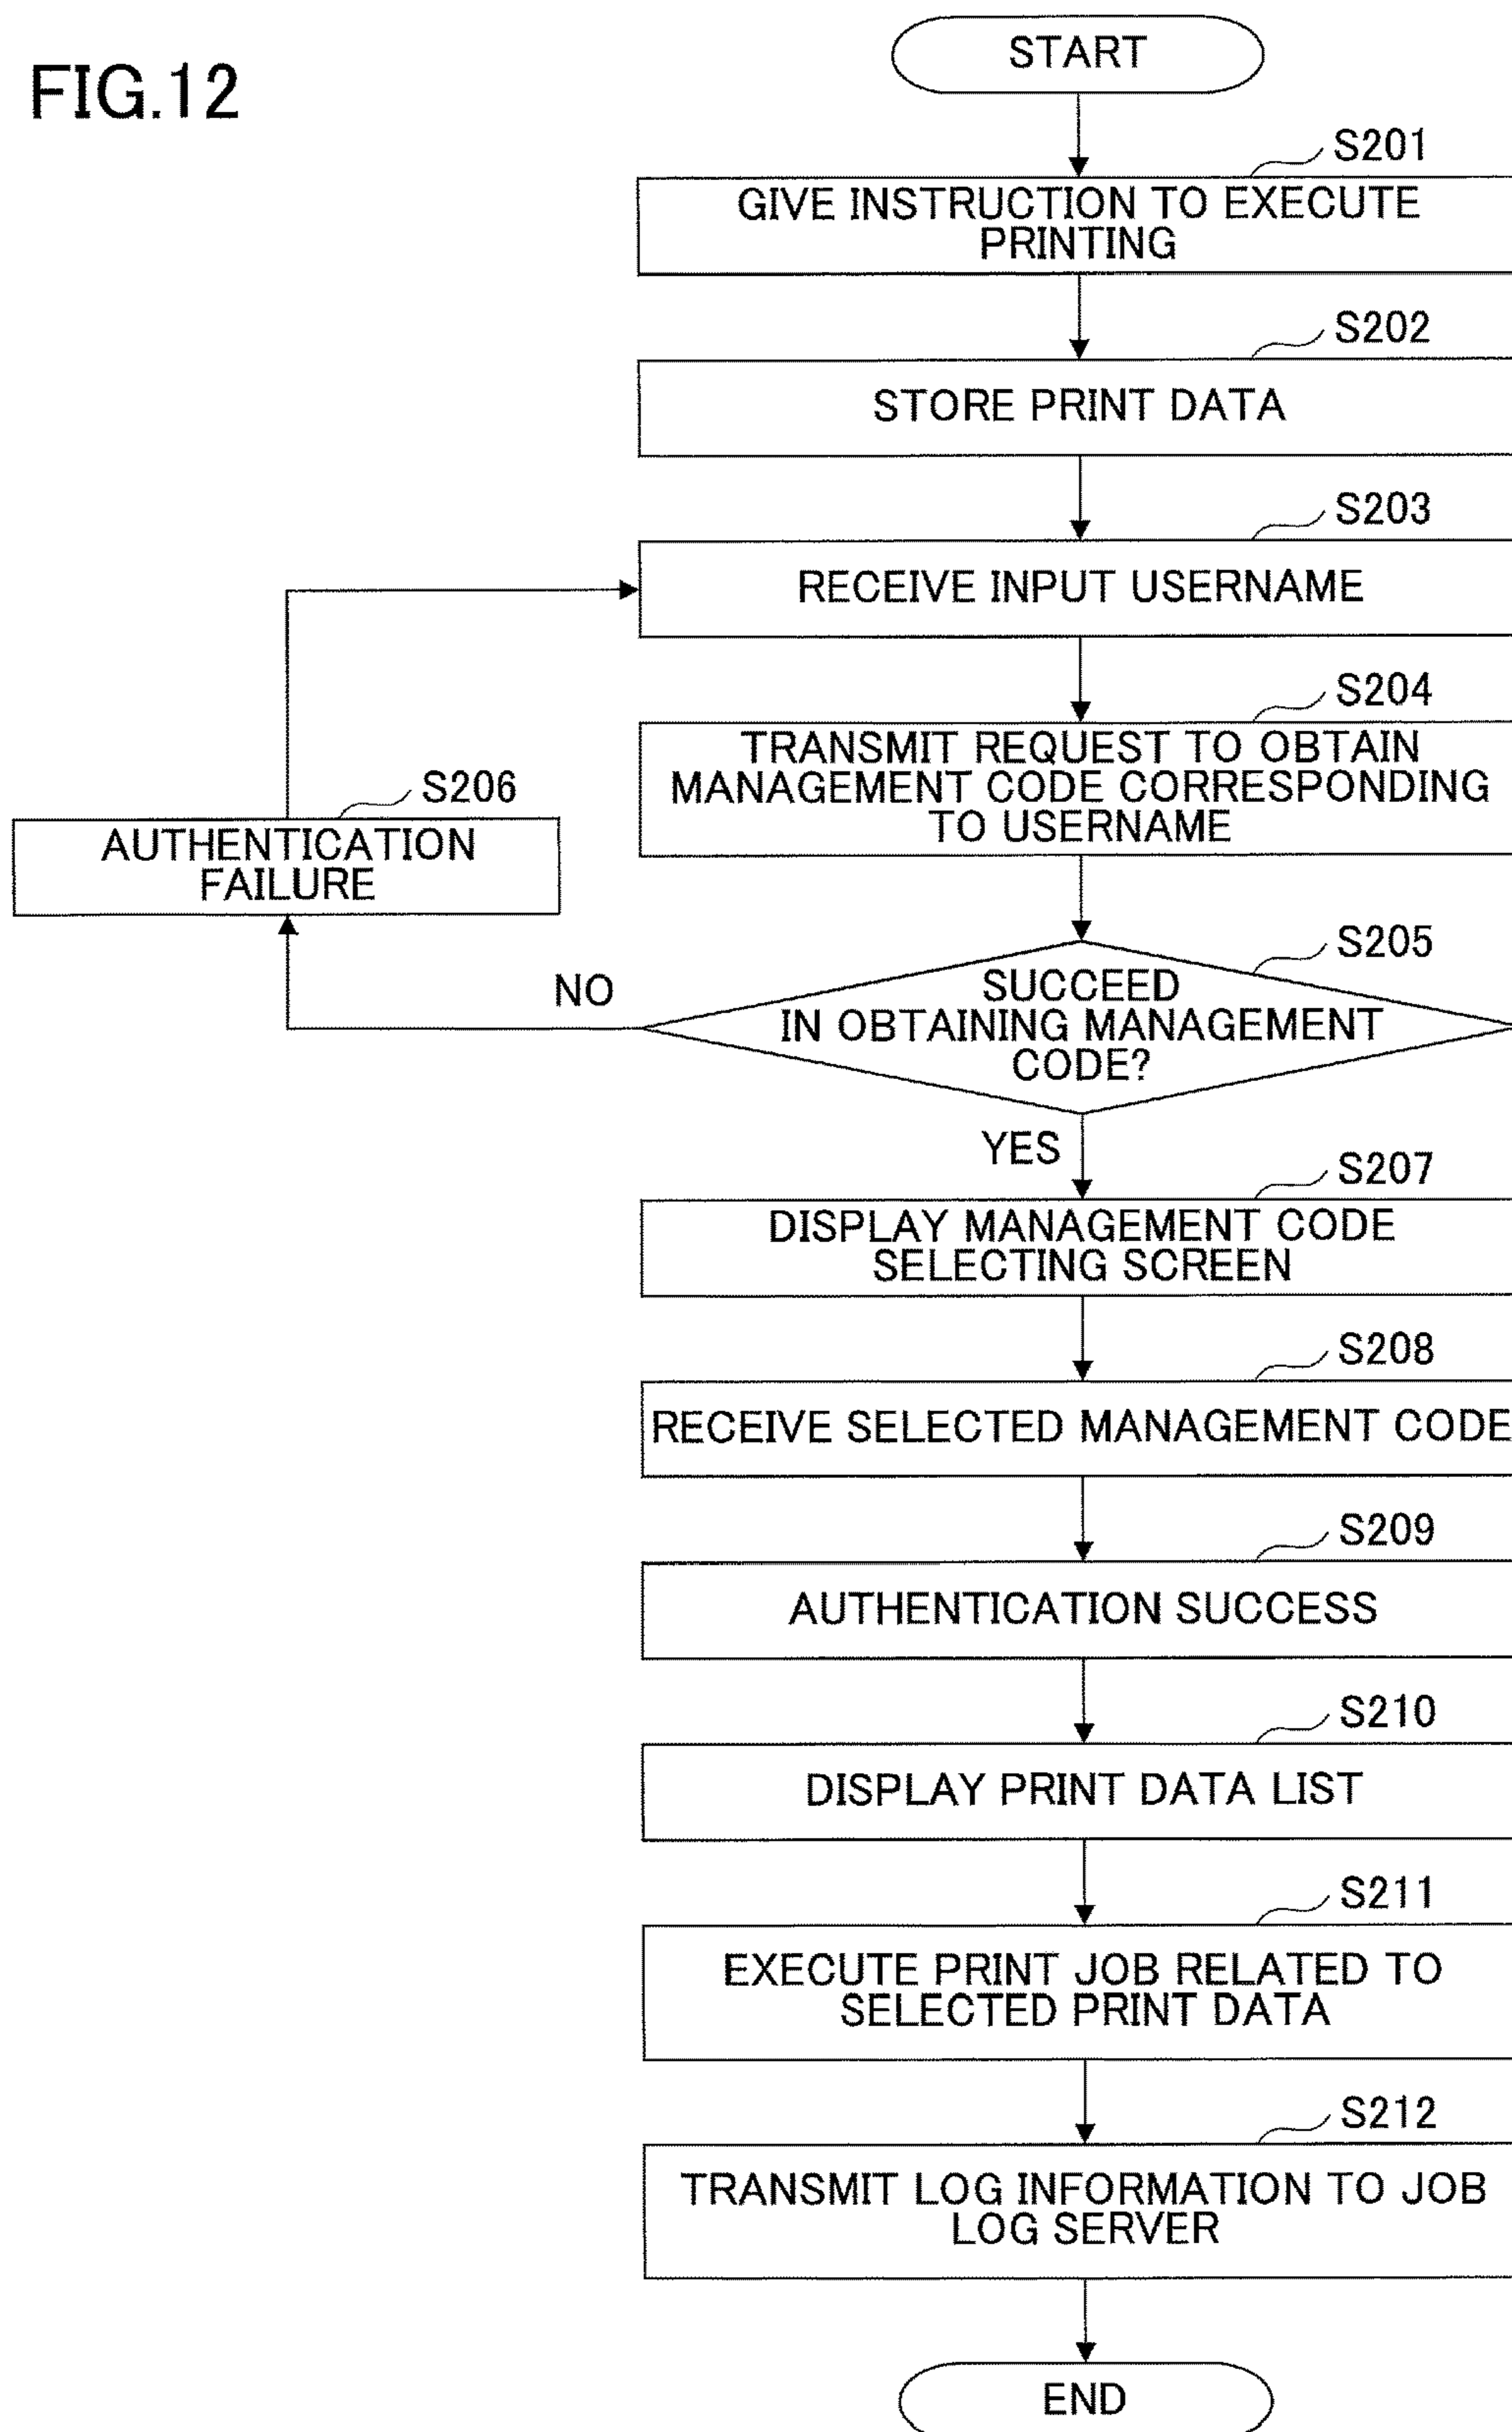 FIG.12
START
S201
GIVE INSTRUCTION TO EXECUTE
PRINTING
S202
STORE PRINT DATA
S203
RECEIVE INPUT USERNAME
S204
TRANSMIT REQUEST TO OBTAIN
MANAGEMENT CODE CORRESPONDING
TO USERNAME
S206
AUTHENTICATION
FAILURE
S205
SUCCEED
IN OBTAINING MANAGEMENT
CODE?
NO
YES
S207
DISPLAY MANAGEMENT CODE
SELECTING SCREEN
S208
RECEIVE SELECTED MANAGEMENT CODE
S209
AUTHENTICATION SUCCESS
S210
DISPLAY PRINT DATA LIST
S211
EXECUTE PRINT JOB RELATED TO
SELECTED PRINT DATA
S212
TRANSMIT LOG INFORMATION TO JOB
LOG SERVER
END